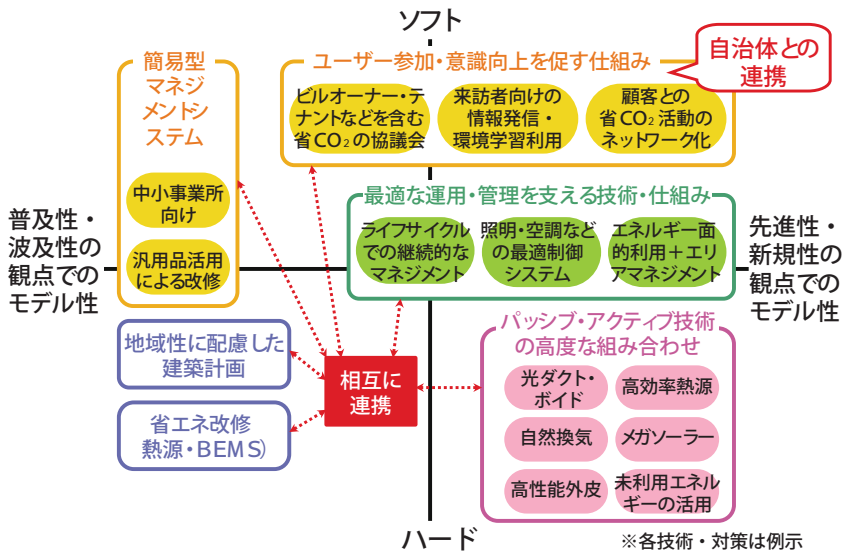 ソフト
簡易型
マネジ
メントシ
ステム
中小事業所
向け
汎用品活用
による改修
ユーザー参加・意識向上を促す仕組み
自治体との
連携
ビルオーナー・テ
ナントなどを含む
省CO₂の協議会
来訪者向けの
情報発信・
環境学習利用
顧客との
省CO₂活動の
ネットワーク化
最適な運用・管理を支える技術・仕組み
ライフサイクル
での継続的な
マネジメント
照明・空調など
の最適制御
システム
エネルギー面
的利用＋エリ
アマネジメント
普及性・
波及性の
観点での
モデル性
先進性・
新規性の
観点での
モデル性
地域性に配慮した
建築計画
省エネ改修
熱源・BEMS)
相互に
連携
パッシブ・アクティブ技術
の高度な組み合わせ
光ダクト・
ボイド
高効率熱源
自然換気
メガソーラー
高性能外皮
未利用エネル
ギーの活用
ハード
※各技術・対策は例示